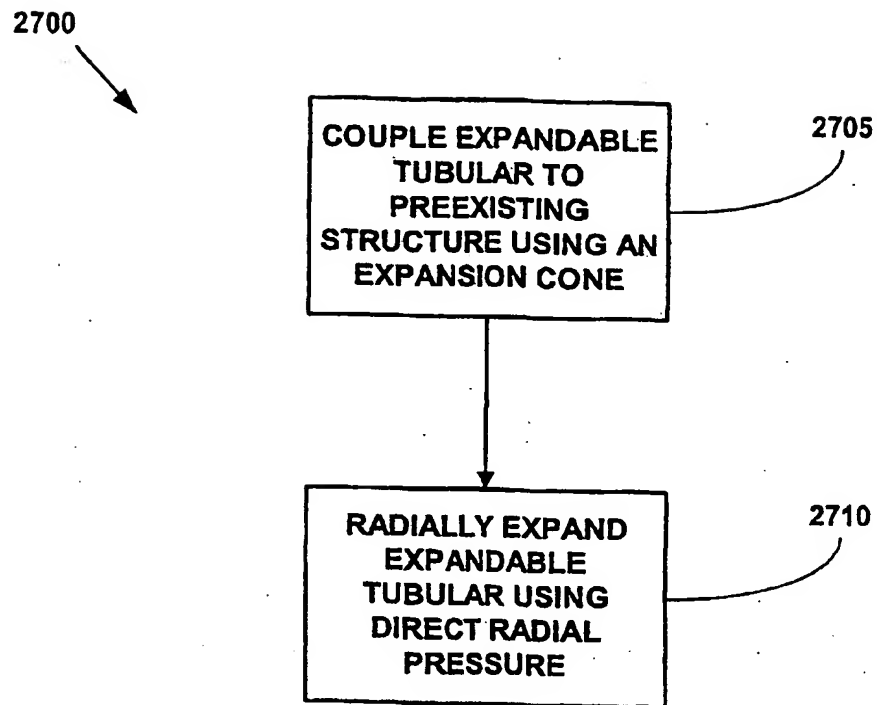 2700
COUPLE EXPANDABLE
TUBULAR TO
PREEXISTING
STRUCTURE USING AN
EXPANSION CONE
2705
RADIALLY EXPAND
EXPANDABLE
TUBULAR USING
DIRECT RADIAL
PRESSURE
2710